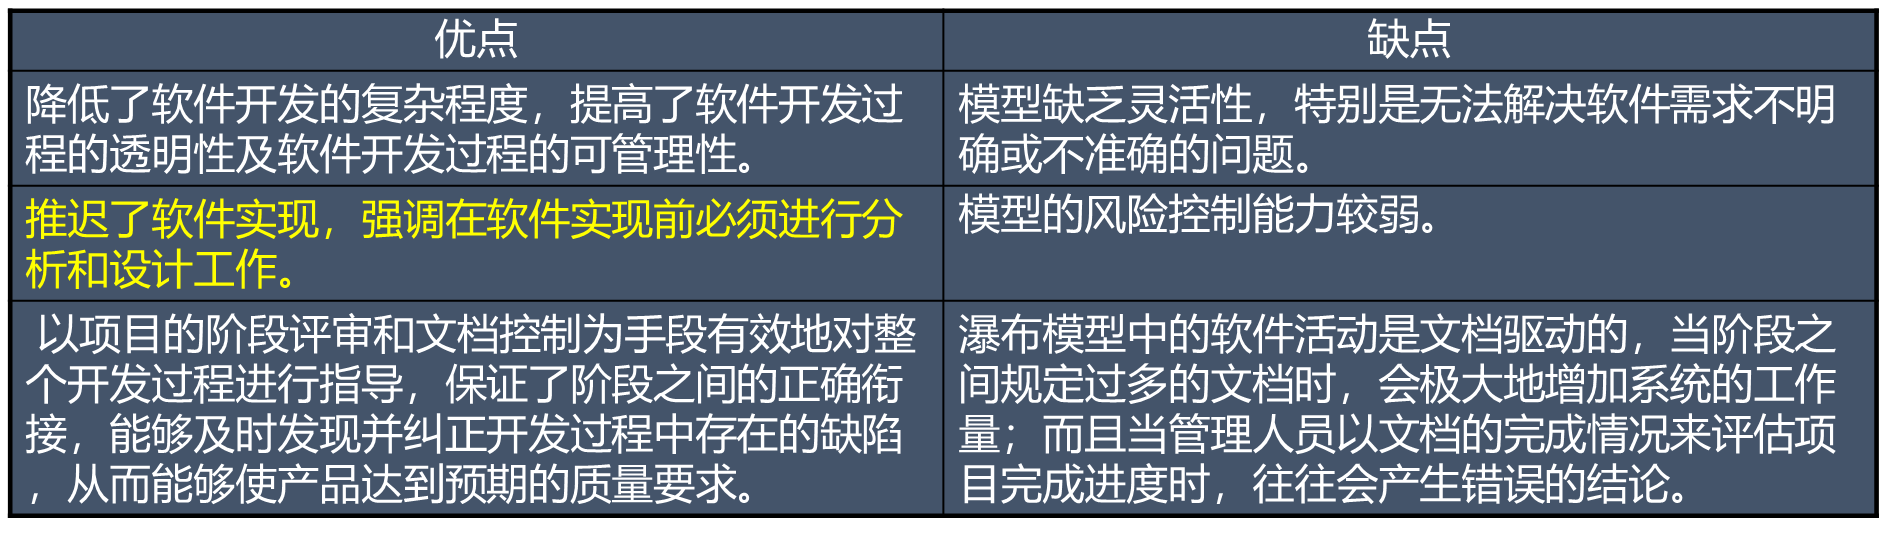 优点
缺点
降低了软件开发的复杂程度，提高了软件开发过
程的透明性及软件开发过程的可管理性。
模型缺乏灵活性，特别是无法解决软件需求不明
确或不准确的问题。
推迟了软件实现，强调在软件实现前必须进行分
析和设计工作。
模型的风险控制能力较弱。
以项目的阶段评审和文档控制为手段有效地对整
个开发过程进行指导，保证了阶段之间的正确衔
接，能够及时发现并纠正开发过程中存在的缺陷
，从而能够使产品达到预期的质量要求。
瀑布模型中的软件活动是文档驱动的，当阶段之
间规定过多的文档时，会极大地增加系统的工作
量；而且当管理人员以文档的完成情况来评估项
目完成进度时，往往会产生错误的结论。